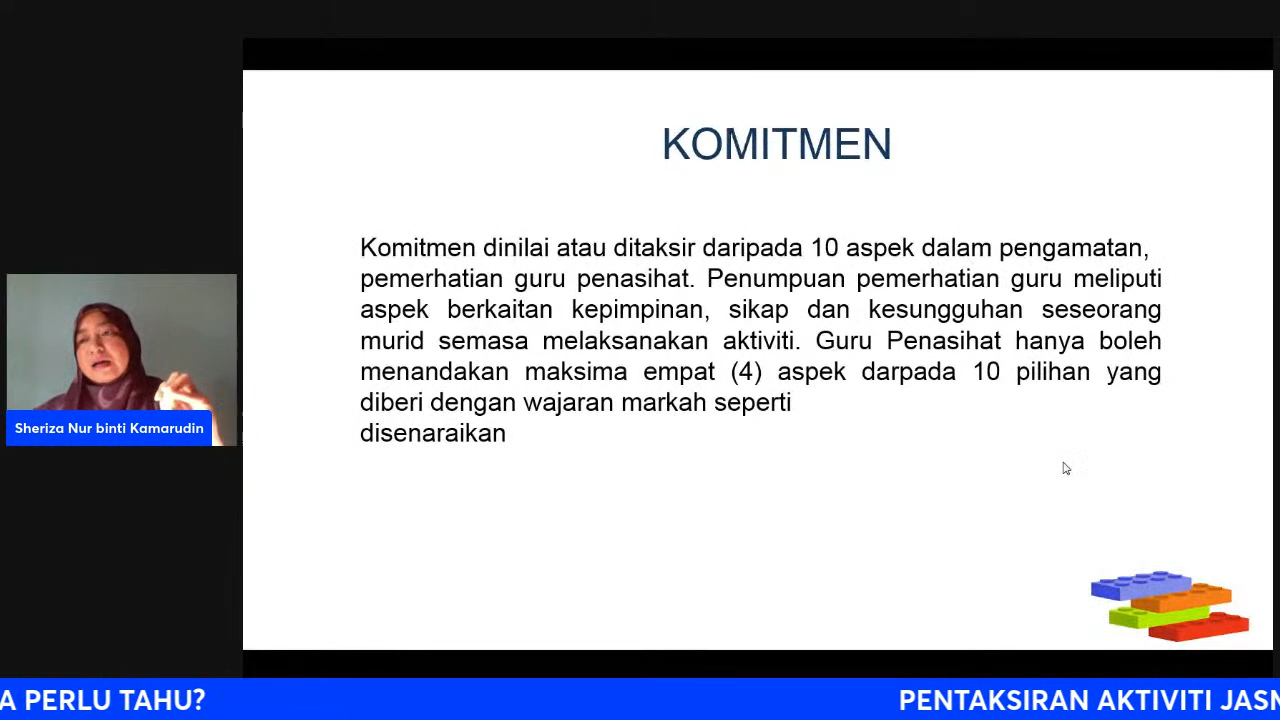 KOMITMEN
Komitmen dinilai atau ditaksir daripada 10 aspek dalam pengamatan,
pemerhatian guru penasihat. Penumpuan pemerhatian guru meliputi
aspek berkaitan kepimpinan, sikap dan kesungguhan seseorang
murid semasa melaksanakan aktiviti. Guru Penasihat hanya boleh
menandakan maksima empat (4) aspek darpada 10 pilihan yang
diberi dengan wajaran markah seperti
disenaraikan
Sheriza Nur binti Kamarudin
A PERLU TAHU?
PENTAKSIRAN AKTIVITI JASM